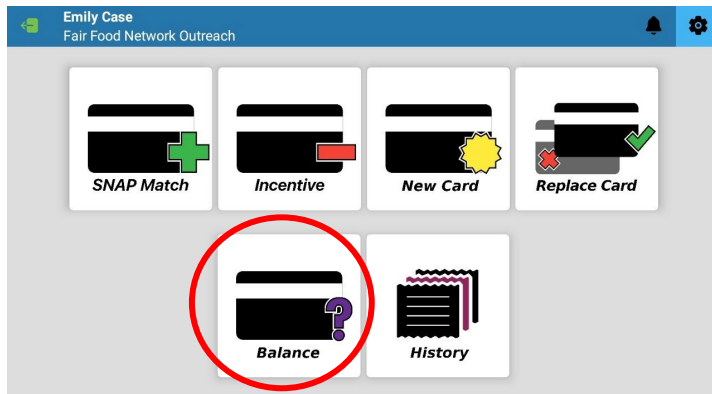 Emily Case
Fair Food Network Outreach
SNAP Match
Incentive
New Card
Replace Card
?
Balance
History